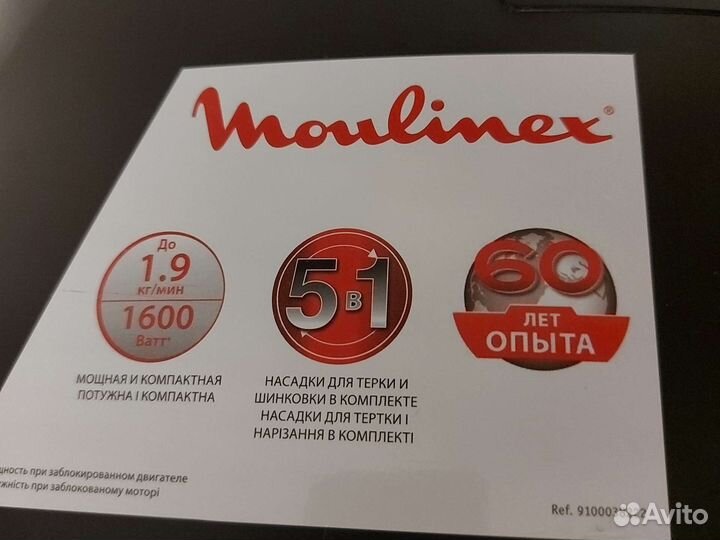 Moulinex®
До
1.9
кг/мин
1600
Ватт*
МОЩНАЯ И КОМПАКТНАЯ
ПОТУЖНА І КОМПАКТНА
5 в 1
НАСАДКИ ДЛЯ ТЕРКИ И
ШИНКОВКИ В КОМПЛЕКТЕ
НАСАДКИ ДЛЯ ТЕРТКИ І
НАРІЗАННЯ В КОМПЛЕКТІ
60
ЛЕТ
ОПЫТА
при заблокированном двигателе
при заблокованому моторі
Ref.
Avito